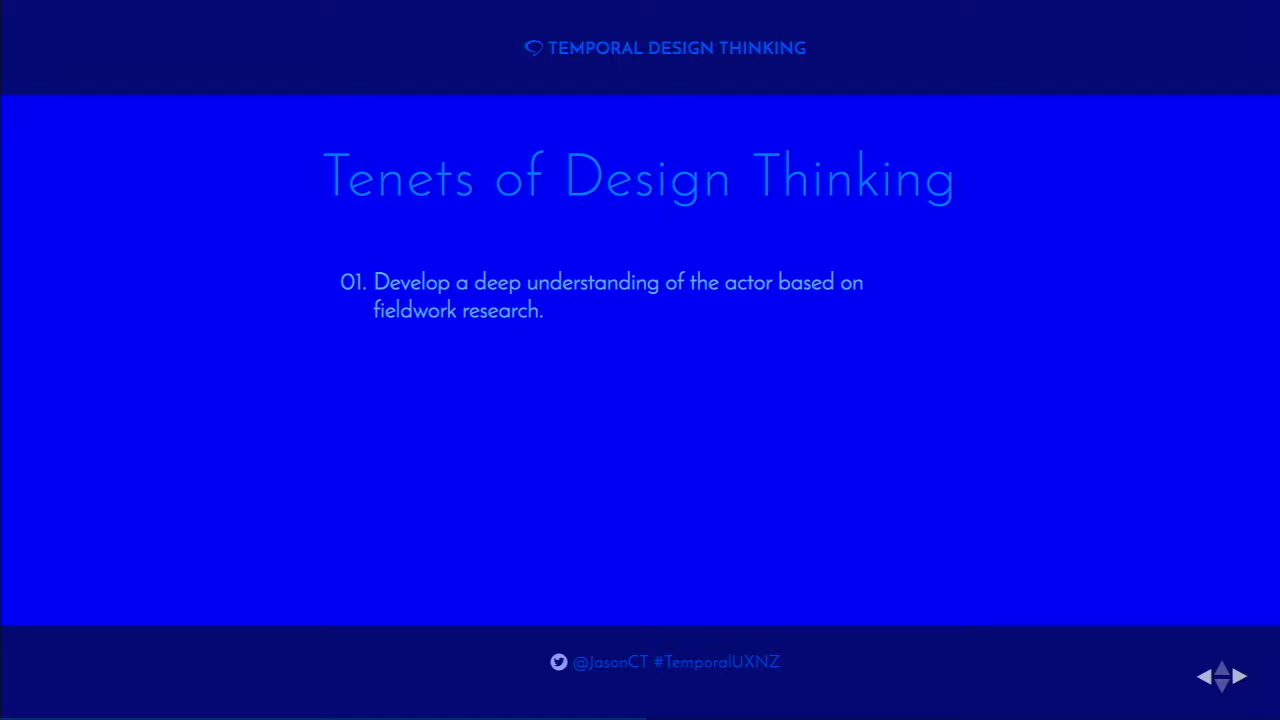 TEMPORAL DESIGN THINKING
Tenets of Design Thinking
01. Develop a deep understanding of the actor based on
fieldwork research.
@JasonCT #TemporalUXNZ